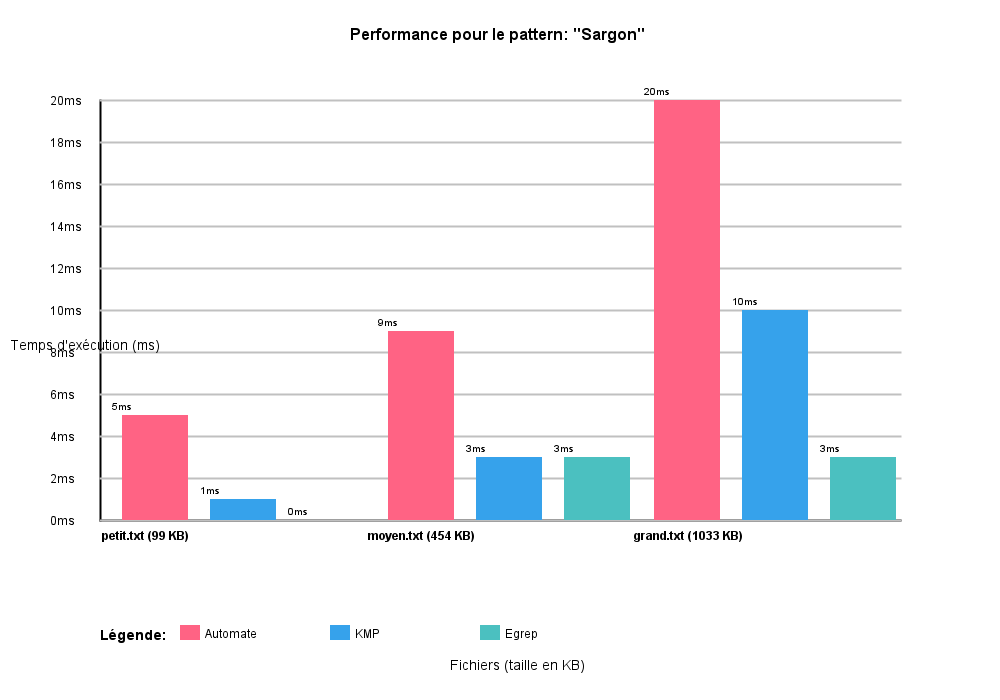 Performance pour le pattern: "Sargon"
20ms
20ms
18ms
16ms
14ms
12ms
10ms
10ms
9ms
Temps d'exécution (ms)
8ms
6ms
5ms
4ms
3ms
3ms
3ms
2ms
1ms
0ms
0ms
petit.txt (99 KB)
moyen.txt (454 KB)
grand.txt (1033 KB)
Légende:
Automate
KMP
Egrep
Fichiers (taille en KB)